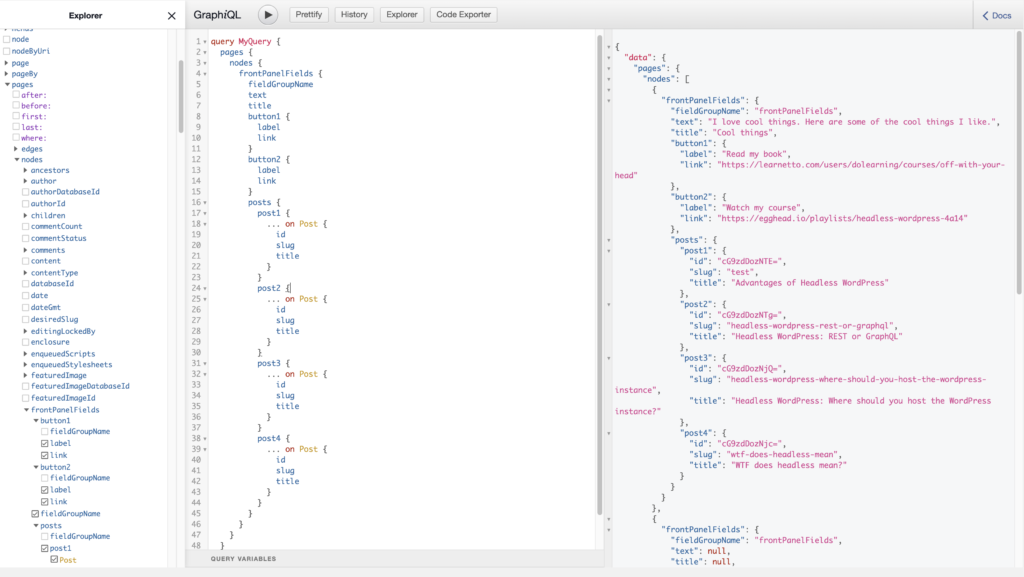 Explorer
GraphiQL
Prettify
History
Explorer
Code Exporter
Docs
menus
node
nodeByUri
page
pageBy
pages
after:
before:
first:
last:
where:
edges
nodes
ancestors
author
authorDatabaseId
authorId
children
commentCount
commentStatus
comments
content
contentType
databaseId
date
dateGmt
desiredSlug
editingLockedBy
enclosure
enqueuedScripts
enqueuedStylesheets
featuredImage
featuredImageDatabaseId
featuredImageId
frontPanelFields
button1
fieldGroupName
label
link
button2
fieldGroupName
label
link
fieldGroupName
posts
fieldGroupName
post1
Post
1 query MyQuery {
2 pages {
3 nodes {
4 frontPanelFields {
5 fieldGroupName
6 text
7 title
8 button1 {
9 label
10 link
11 }
12 button2 {
13 label
14 link
15 }
16 posts {
17 post1 {
18 ... on Post {
19 id
20 slug
21 title
22 }
23 }
24 post2 {
25 ... on Post {
26 id
27 slug
28 title
29 }
30 }
31 post3 {
32 ... on Post {
33 id
34 slug
35 title
36 }
37 }
38 post4 {
39 ... on Post {
40 id
41 slug
42 title
43 }
44 }
45 }
46 }
47 }
48 }
QUERY VARIABLES
{
"data": {
"pages": {
"nodes": [
{
"frontPanelFields": {
"fieldGroupName": "frontPanelFields",
"text": "I love cool things. Here are some of the cool things I like.",
"title": "Cool things",
"button1": {
"label": "Read my book",
"link": "https://learnetto.com/users/dolearning/courses/off-with-your-
head"
},
"button2": {
"label": "Watch my course",
"link": "https://egghead.io/playlists/headless-wordpress-4a14"
},
"posts": {
"post1": {
"id": "cG9zdDozNTE=",
"slug": "test",
"title": "Advantages of Headless WordPress"
},
"post2": {
"id": "cG9zdDozNTg=",
"slug": "headless-wordpress-rest-or-graphql",
"title": "Headless WordPress: REST or GraphQL"
},
"post3": {
"id": "cG9zdDozNjQ=",
"slug": "headless-wordpress-where-should-you-host-the-wordpress-
instance",
"title": "Headless WordPress: Where should you host the WordPress
instance?"
},
"post4": {
"id": "cG9zdDozNjc=",
"slug": "wtf-does-headless-mean",
"title": "WTF does headless mean?"
}
}
}
},
{
"frontPanelFields": {
"fieldGroupName": "frontPanelFields",
"text": null,
"title": null,